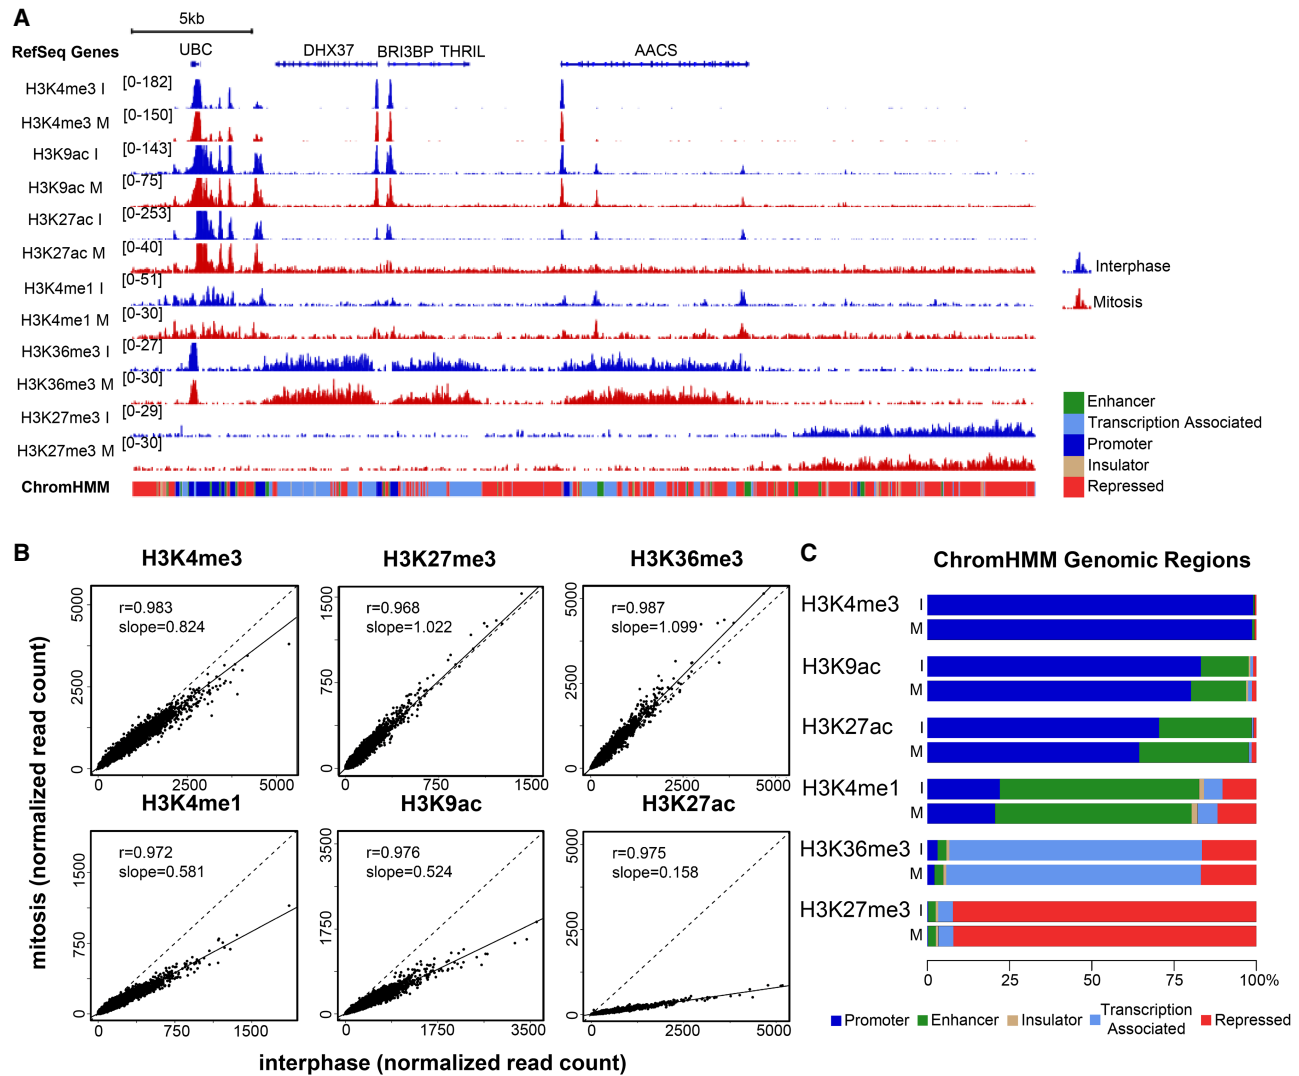 A
5kb
RefSeq Genes
UBC
DHX37
BRI3BP THRIL
AACS
H3K4me3 I [0-182]
H3K4me3 M [0-150]
H3K9ac I [0-143]
H3K9ac M [0-75]
H3K27ac I [0-253]
H3K27ac M [0-40]
H3K4me1 I [0-51]
H3K4me1 M [0-30]
H3K36me3 I [0-27]
H3K36me3 M [0-30]
H3K27me3 I [0-29]
H3K27me3 M [0-30]
ChromHMM
Interphase
Mitosis
Enhancer
Transcription Associated
Promoter
Insulator
Repressed
B
mitosis (normalized read count)
H3K4me3
r=0.983
slope=0.824
0 2500 5000
0 2500 5000
H3K27me3
r=0.968
slope=1.022
0 750 1500
0 750 1500
H3K36me3
r=0.987
slope=1.099
0 2500 5000
0 2500 5000
H3K4me1
r=0.972
slope=0.581
0 750 1500
0 750 1500
H3K9ac
r=0.976
slope=0.524
0 1750 3500
0 1750 3500
H3K27ac
r=0.975
slope=0.158
0 2500 5000
0 2500 5000
interphase (normalized read count)
C
ChromHMM Genomic Regions
H3K4me3 I
M
H3K9ac I
M
H3K27ac I
M
H3K4me1 I
M
H3K36me3 I
M
H3K27me3 I
M
0 25 50 75 100%
Promoter
Enhancer
Insulator
Transcription
Associated
Repressed